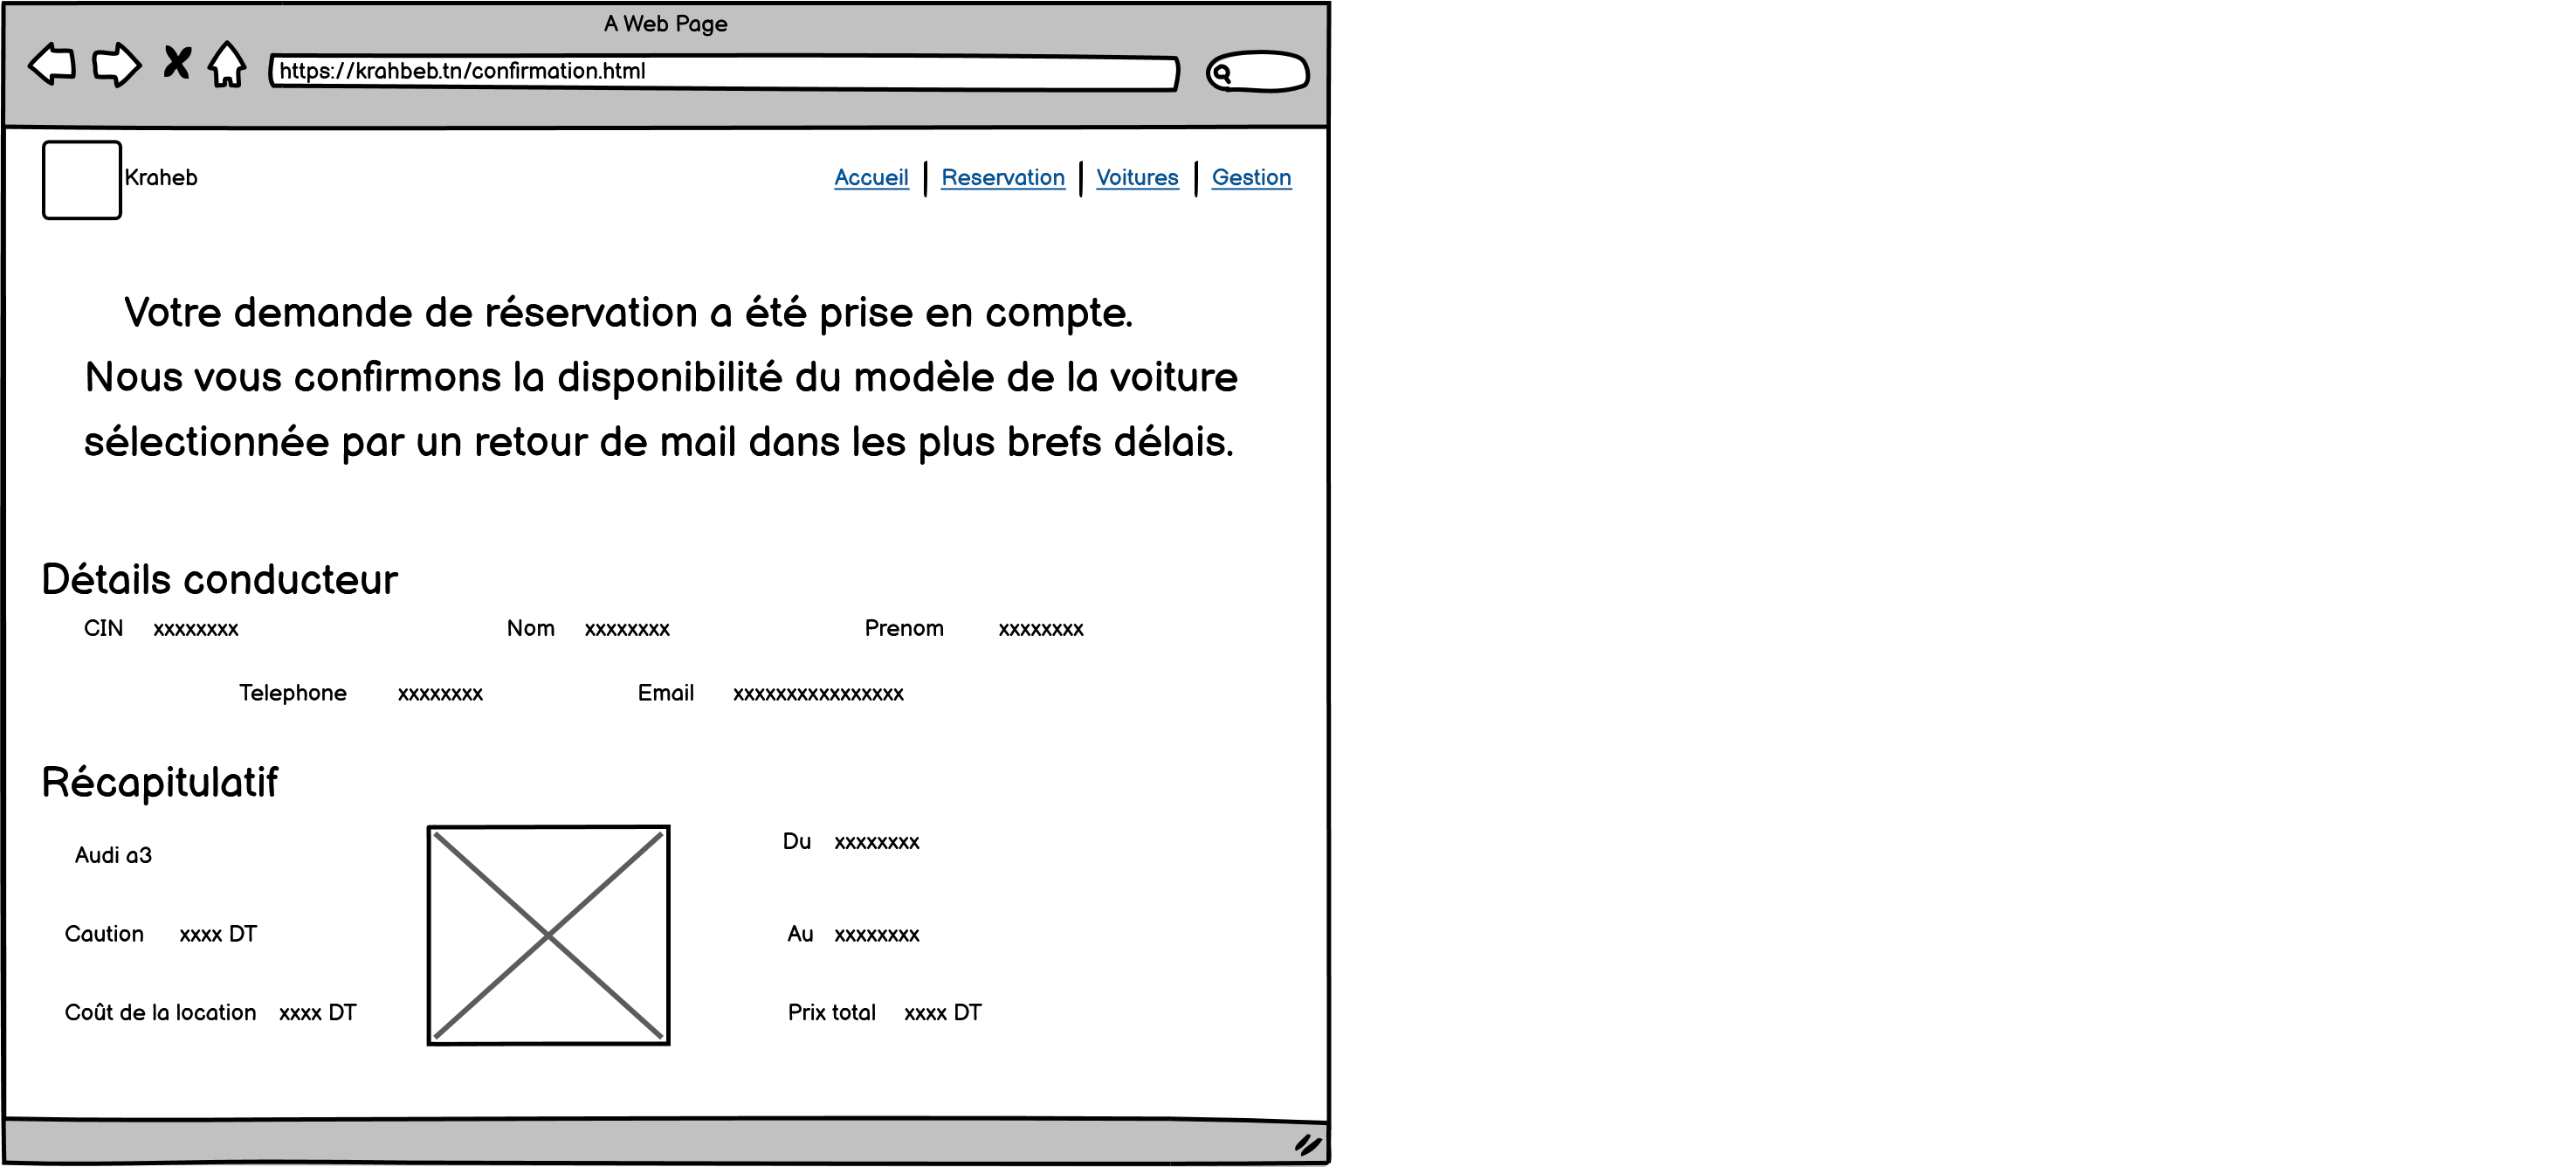 A Web Page
https://krahbeb.tn/confirmation.html
Kraheb
Accueil | Reservation | Voitures | Gestion
Votre demande de réservation a été prise en compte.
Nous vous confirmons la disponibilité du modèle de la voiture
sélectionnée par un retour de mail dans les plus brefs délais.
Détails conducteur
CIN xxxxxxxx Nom xxxxxxxx Prenom xxxxxxxx
Telephone xxxxxxxx Email xxxxxxxxxxxxxxxx
Récapitulatif
Audi a3 Du xxxxxxxx
Caution xxxx DT Au xxxxxxxx
Coût de la location xxxx DT Prix total xxxx DT